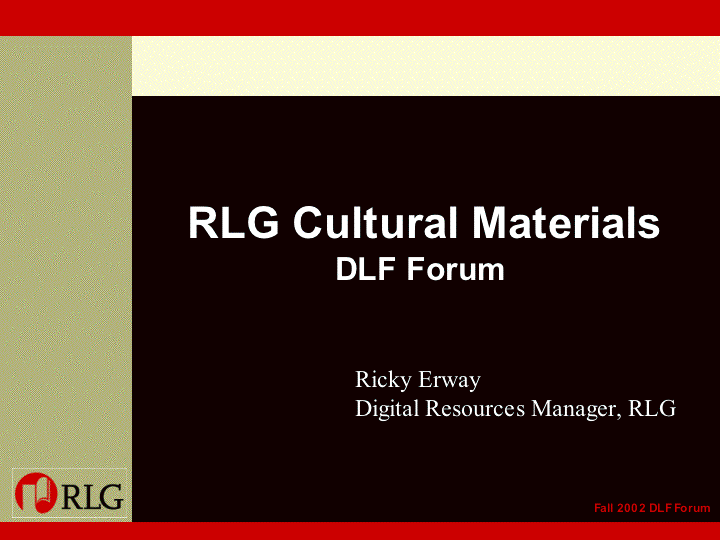 RLG Cultural Materials
DLF Forum
Ricky Erway
Digital Resources Manager, RLG
RLG
Fall 2002 DLF Forum